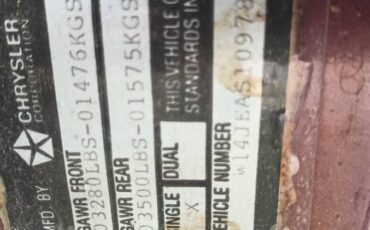 MFD BY CHRYSLER
CORPORATION
GAWR FRONT
03280LBS-01476KGS
GAWR REAR
03500LBS-01575KGS
SINGLE DUAL
X
THIS VEHICLE
STANDARDS IN
VEHICLE NUMBER
W14JEAS10978